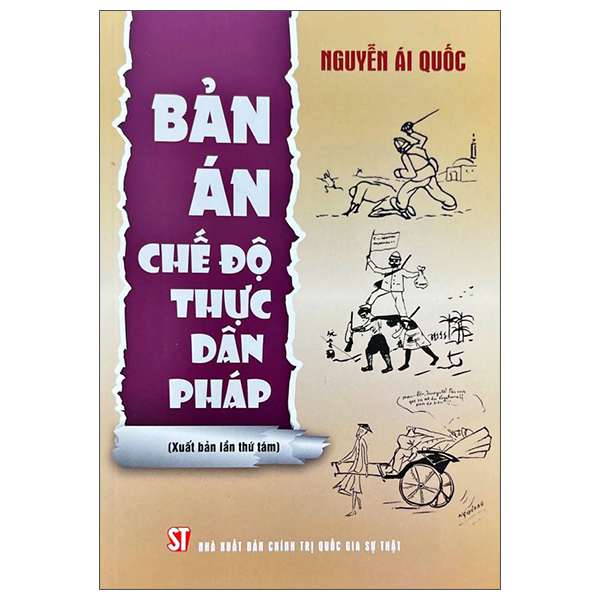 NGUYỄN ÁI QUỐC
BẢN
ÁN
CHẾ ĐỘ
THỰC
DÂN
PHÁP
(Xuất bản lần thứ tám)
ST NHÀ XUẤT BẢN CHÍNH TRỊ QUỐC GIA SỰ THẬT